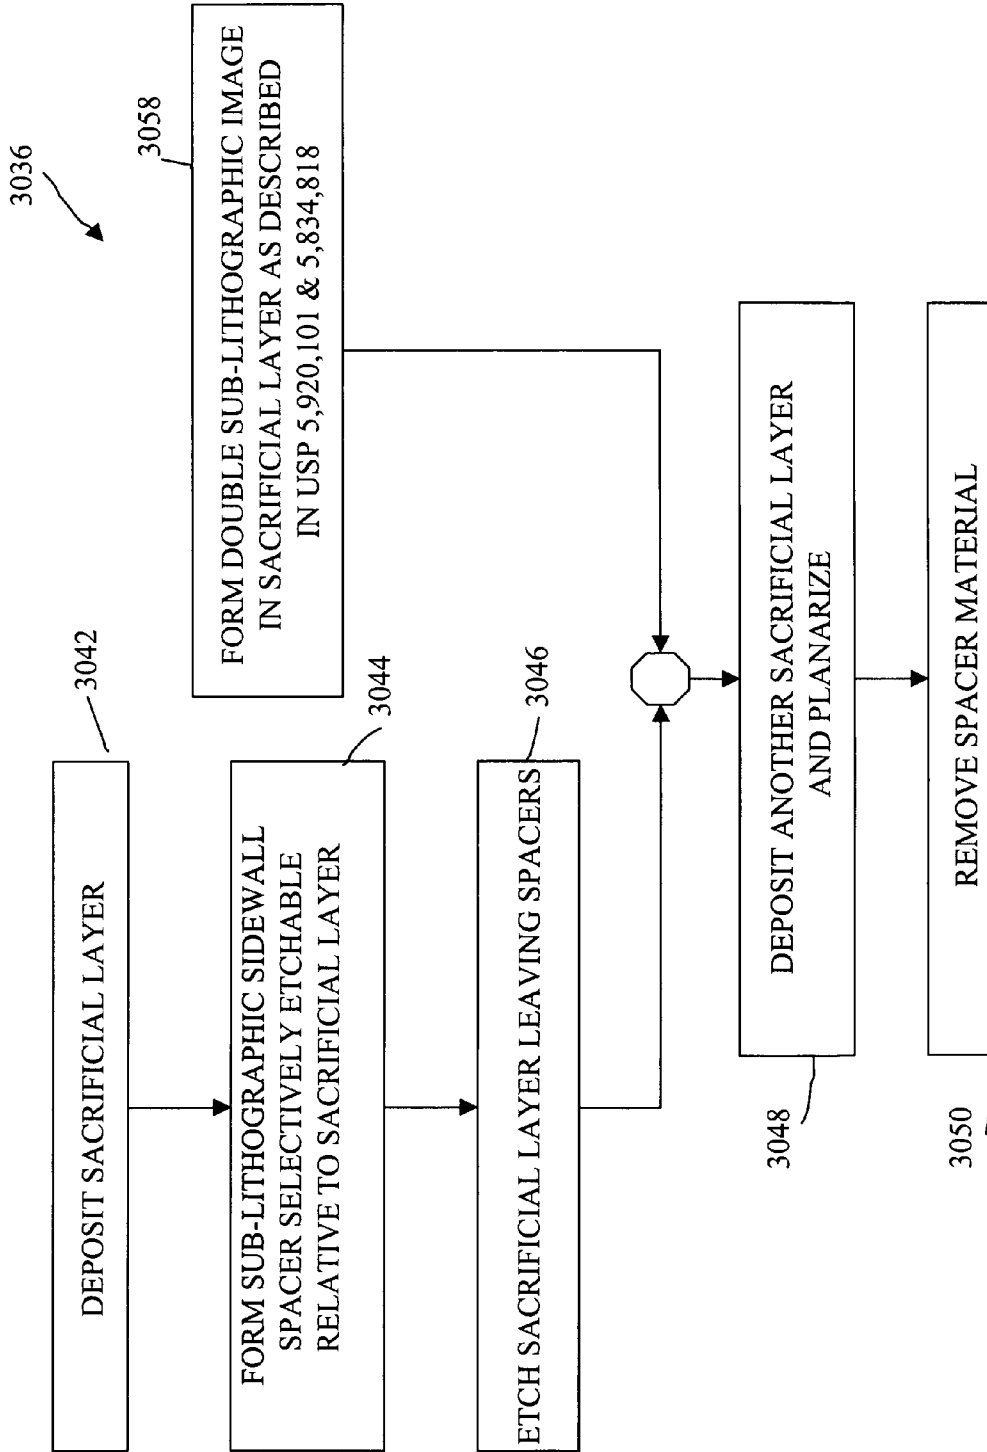 3036
DEPOSIT SACRIFICIAL LAYER
3042
FORM SUB-LITHOGRAPHIC SIDEWALL
SPACER SELECTIVELY ETCHABLE
RELATIVE TO SACRIFICIAL LAYER
3044
ETCH SACRIFICIAL LAYER LEAVING SPACERS
3046
FORM DOUBLE SUB-LITHOGRAPHIC IMAGE
IN SACRIFICIAL LAYER AS DESCRIBED
IN USP 5,920,101 & 5,834,818
3058
DEPOSIT ANOTHER SACRIFICIAL LAYER
AND PLANARIZE
3048
REMOVE SPACER MATERIAL
3050